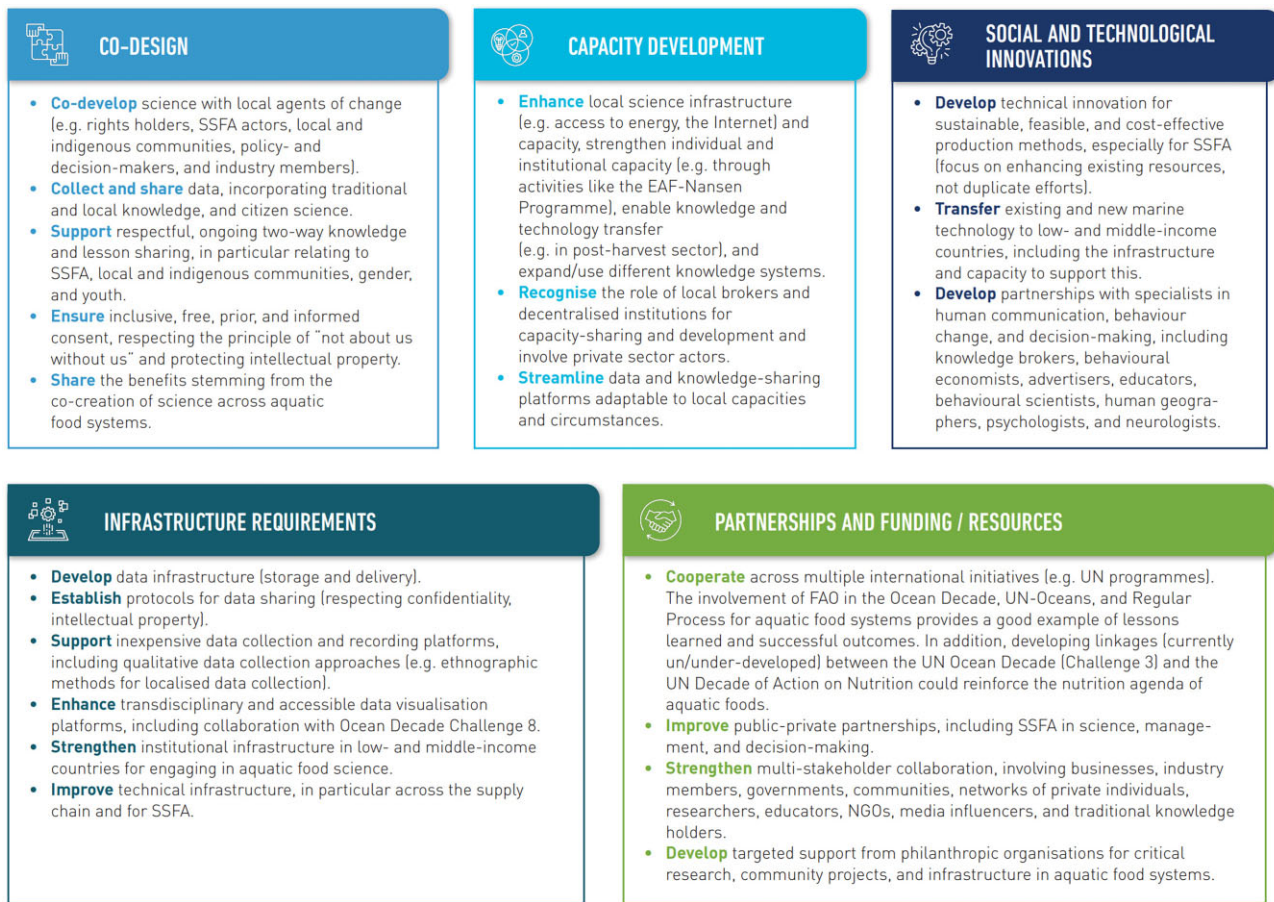 CO-DESIGN
• Co-develop science with local agents of change
(e.g. rights holders, SSFA actors, local and
indigenous communities, policy- and
decision-makers, and industry members).
• Collect and share data, incorporating traditional
and local knowledge, and citizen science.
• Support respectful, ongoing two-way knowledge
and lesson sharing, in particular relating to
SSFA, local and indigenous communities, gender,
and youth.
• Ensure inclusive, free, prior, and informed
consent, respecting the principle of "not about us
without us" and protecting intellectual property.
• Share the benefits stemming from the
co-creation of science across aquatic
food systems.
CAPACITY DEVELOPMENT
• Enhance local science infrastructure
(e.g. access to energy, the Internet) and
capacity, strengthen individual and
institutional capacity (e.g. through
activities like the EAF-Nansen
Programme), enable knowledge and
technology transfer
(e.g. in post-harvest sector), and
expand/use different knowledge systems.
• Recognise the role of local brokers and
decentralised institutions for
capacity-sharing and development and
involve private sector actors.
• Streamline data and knowledge-sharing
platforms adaptable to local capacities
and circumstances.
SOCIAL AND TECHNOLOGICAL
INNOVATIONS
• Develop technical innovation for
sustainable, feasible, and cost-effective
production methods, especially for SSFA
(focus on enhancing existing resources,
not duplicate efforts).
• Transfer existing and new marine
technology to low- and middle-income
countries, including the infrastructure
and capacity to support this.
• Develop partnerships with specialists in
human communication, behaviour
change, and decision-making, including
knowledge brokers, behavioural
economists, advertisers, educators,
behavioural scientists, human geogra-
phers, psychologists, and neurologists.
INFRASTRUCTURE REQUIREMENTS
• Develop data infrastructure (storage and delivery).
• Establish protocols for data sharing (respecting confidentiality,
intellectual property).
• Support inexpensive data collection and recording platforms,
including qualitative data collection approaches (e.g. ethnographic
methods for localised data collection).
• Enhance transdisciplinary and accessible data visualisation
platforms, including collaboration with Ocean Decade Challenge 8.
• Strengthen institutional infrastructure in low- and middle-income
countries for engaging in aquatic food science.
• Improve technical infrastructure, in particular across the supply
chain and for SSFA.
PARTNERSHIPS AND FUNDING / RESOURCES
• Cooperate across multiple international initiatives (e.g. UN programmes).
The involvement of FAO in the Ocean Decade, UN-Oceans, and Regular
Process for aquatic food systems provides a good example of lessons
learned and successful outcomes. In addition, developing linkages (currently
un/under-developed) between the UN Ocean Decade (Challenge 3) and the
UN Decade of Action on Nutrition could reinforce the nutrition agenda of
aquatic foods.
• Improve public-private partnerships, including SSFA in science, manage-
ment, and decision-making.
• Strengthen multi-stakeholder collaboration, involving businesses, industry
members, governments, communities, networks of private individuals,
researchers, educators, NGOs, media influencers, and traditional knowledge
holders.
• Develop targeted support from philanthropic organisations for critical
research, community projects, and infrastructure in aquatic food systems.